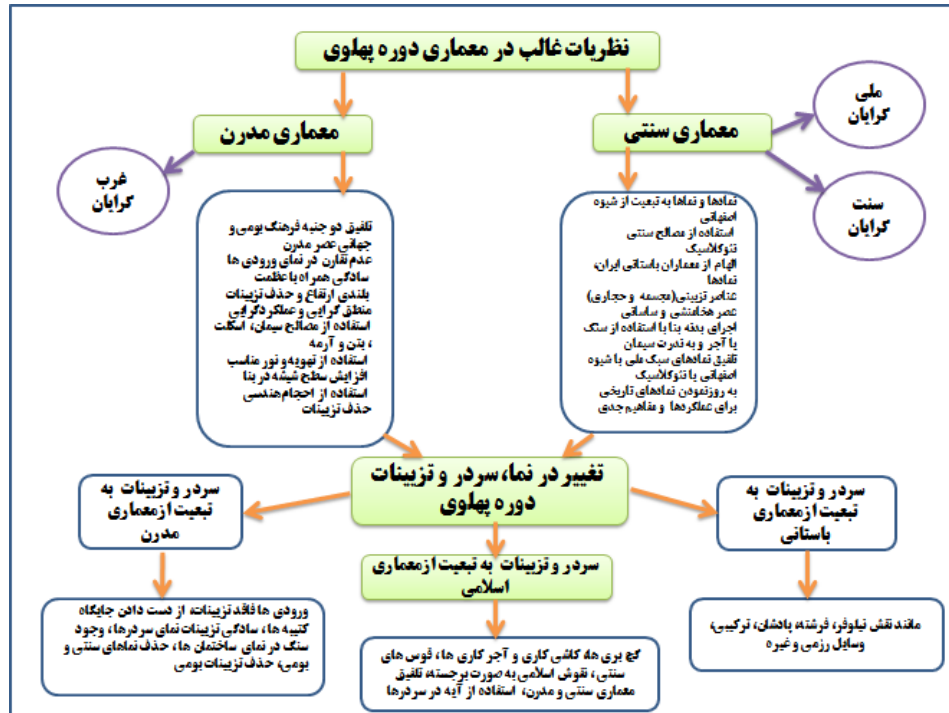 نظریات غالب در معماری دوره پهلوی
معماری سنتی
معماری مدرن
ملی
گرایان
سنت
گرایان
غرب
گرایان
نمادها و نماها به تبعیت از شیوه
اصفهانی
استفاده از مصالح سنتی
نئوکلاسیک
الهام از معماران باستانی ایران،
نمادها
عناصر تزیینی(مجسمه و حجاری)
عصر هخامنشی و ساسانی
اجرای بدنه بنا با استفاده از سنگ
یا آجر و به ندرت سیمان
تلفیق نمادهای سبک ملی با شیوه
اصفهانی یا نئوکلاسیک
به روزنمودن نمادهای تاریخی
برای عملکردها و مفاهیم جدی
تلفیق دو جنبه فرهنگ بومی و
جهانی عصر مدرن
عدم تقارن در نمای ورودی ها
سادگی همراه با عظمت
بلندی ارتفاع و حذف تزیینات
منطق گرایی و عملکردگرایی
استفاده از مصالح سیمان، اسکلت
، بتن و آرمه
استفاده از تهویه و نور مناسب
افزایش سطح شیشه در بنا
استفاده از احجام هندسی
حذف تزیینات
تغییر در نما، سردر و تزیینات
دوره پهلوی
سردر و تزیینات به
تبعیت ازمعماری
باستانی
سردر و تزیینات به تبعیت ازمعماری
اسلامی
سردر و تزیینات به
تبعیت ازمعماری
مدرن
مانند نقش نیلوفر، فرشته، پادشان، ترکیبی،
وسایل رزمی و غیره
گچ بری ها، کاشی کاری و آجر کاری ها، قوس های
سنتی، نقوش اسلامی به صورت برجسته، تلفیق
معماری سنتی و مدرن، استفاده از آیه در سردرها
ورودی ها فاقد تزیینات، از دست دادن جایگاه
کتیبه ها، سادگی تزیینات نمای سردرها، وجود
سنگ در نمای ساختمان ها، حذف نماهای سنتی و
بومی، حذف تزیینات بومی